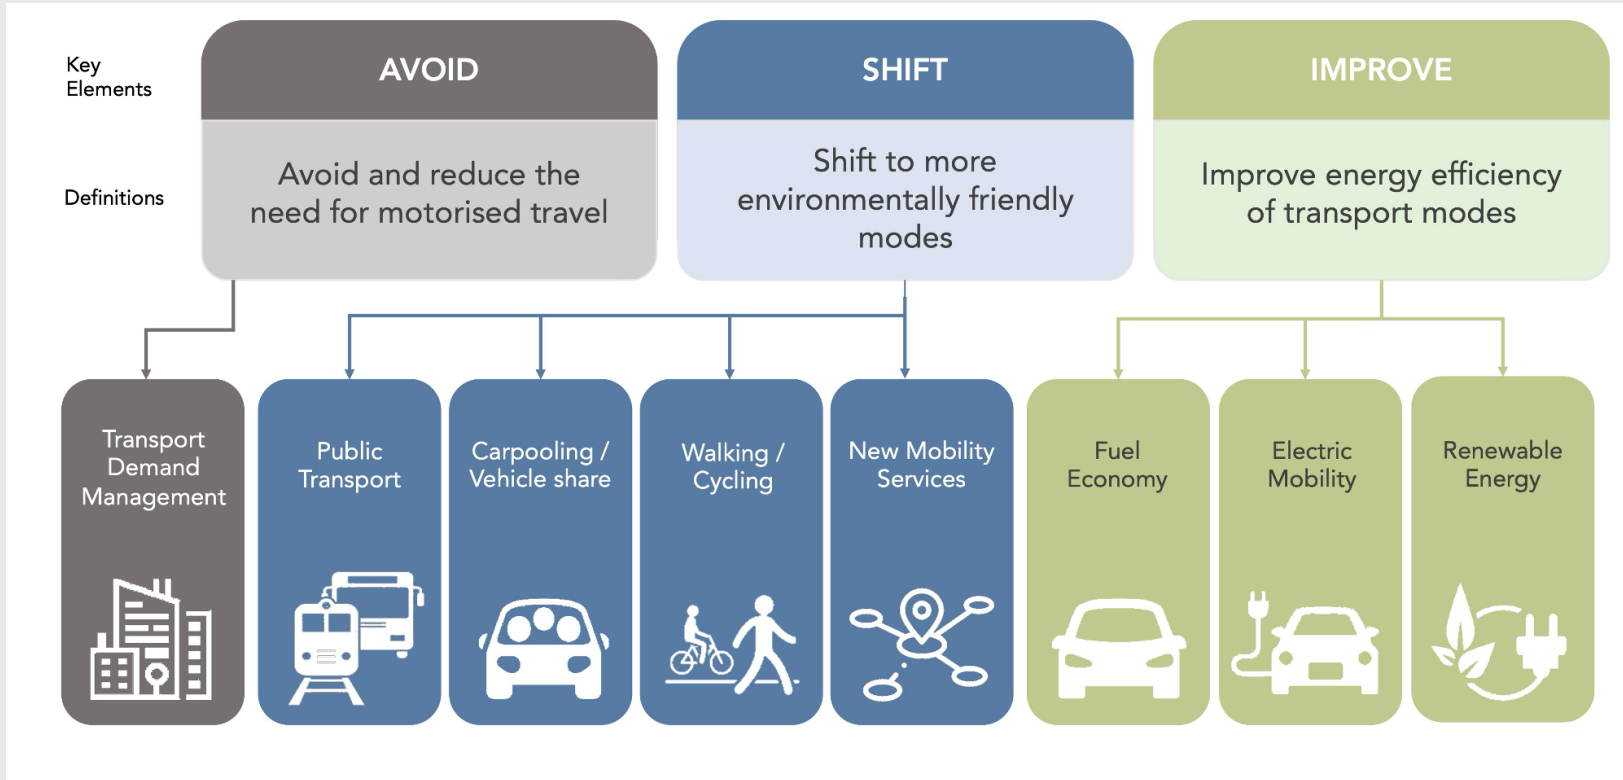 Key
Elements
AVOID
SHIFT
IMPROVE
Definitions
Avoid and reduce the
need for motorised travel
Shift to more
environmentally friendly
modes
Improve energy efficiency
of transport modes
Transport
Demand
Management
Public
Transport
Carpooling /
Vehicle share
Walking /
Cycling
New Mobility
Services
Fuel
Economy
Electric
Mobility
Renewable
Energy